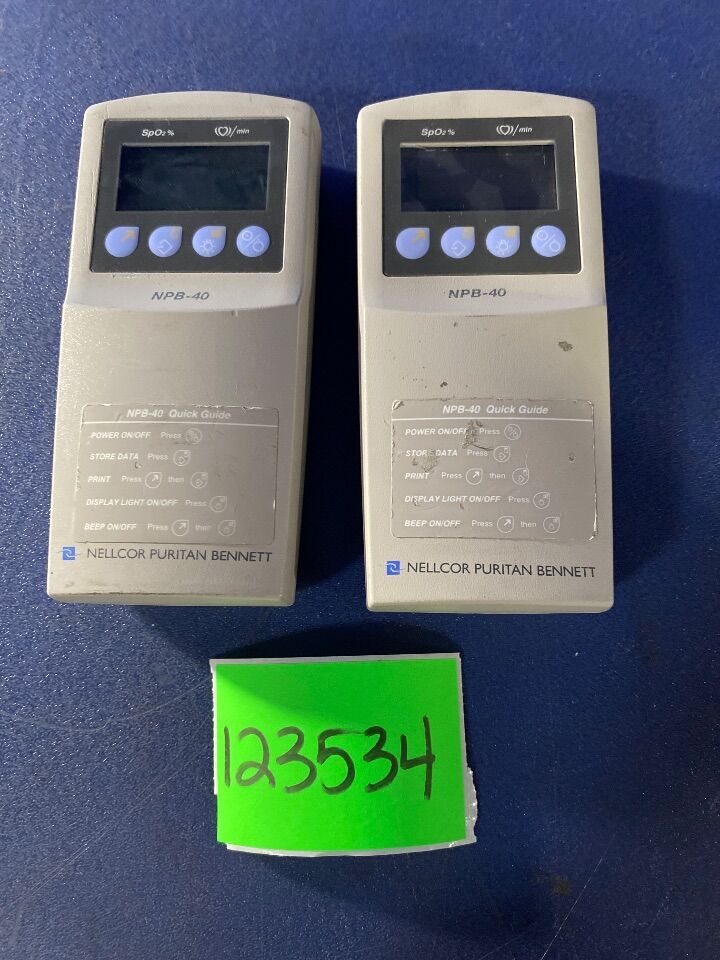 SpO₂ %
/min
NPB-40
NPB-40 Quick Guide
POWER ON/OFF Press
STORE DATA Press
PRINT Press then
DISPLAY LIGHT ON/OFF Press
BEEP ON/OFF Press then
NELLCOR PURITAN BENNETT
SpO₂ %
/min
NPB-40
NPB-40 Quick Guide
POWER ON/OFF Press
STORE DATA Press
PRINT Press then
DISPLAY LIGHT ON/OFF Press
BEEP ON/OFF Press then
NELLCOR PURITAN BENNETT
123534